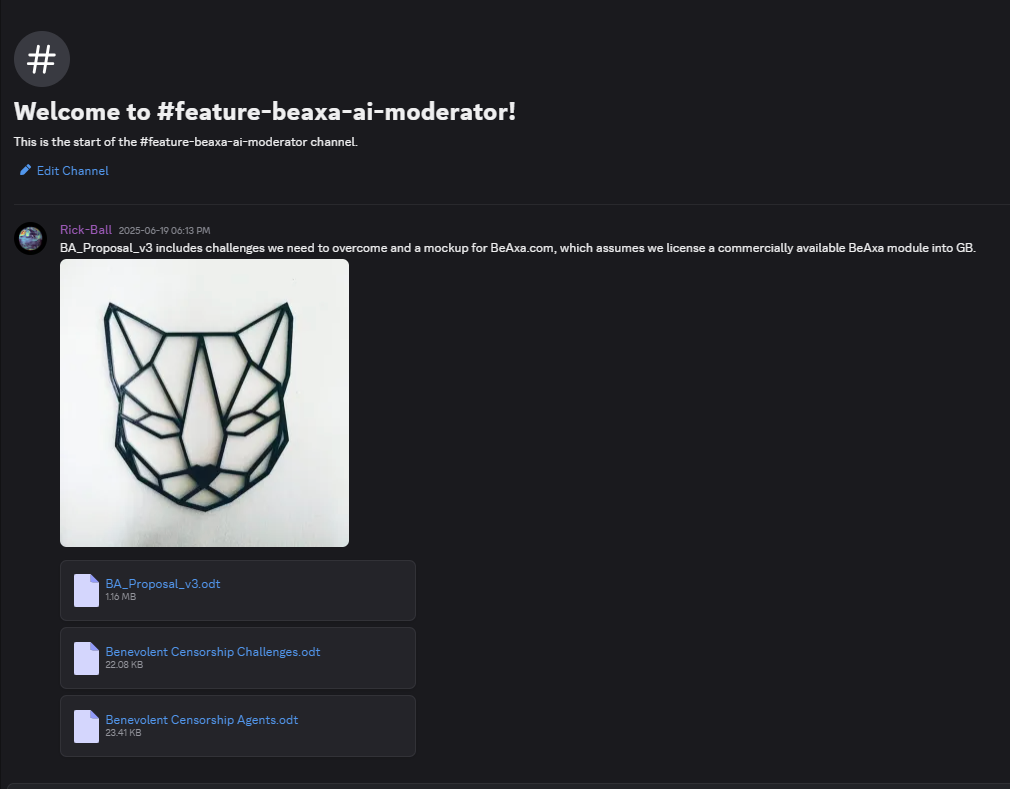 #
Welcome to #feature-beaxa-ai-moderator!
This is the start of the #feature-beaxa-ai-moderator channel.
Edit Channel
Rick-Ball 2025-06-19 06:13 PM
BA_Proposal_v3 includes challenges we need to overcome and a mockup for BeAxa.com, which assumes we license a commercially available BeAxa module into GB.
BA_Proposal_v3.odt
1.16 MB
Benevolent Censorship Challenges.odt
22.08 KB
Benevolent Censorship Agents.odt
23.41 KB